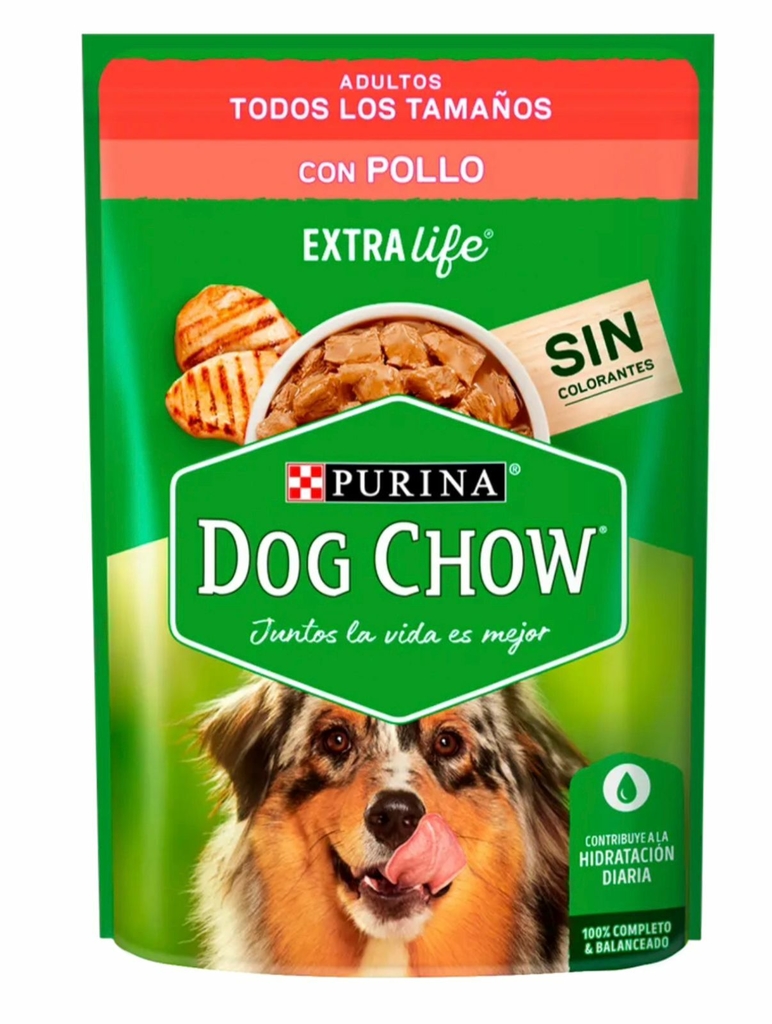 ADULTOS
TODOS LOS TAMAÑOS
CON POLLO
EXTRA life®
SIN
COLORANTES
PURINA®
DOG CHOW®
Juntos la vida es mejor
CONTRIBUYE A LA
HIDRATACIÓN
DIARIA
100% COMPLETO
& BALANCEADO